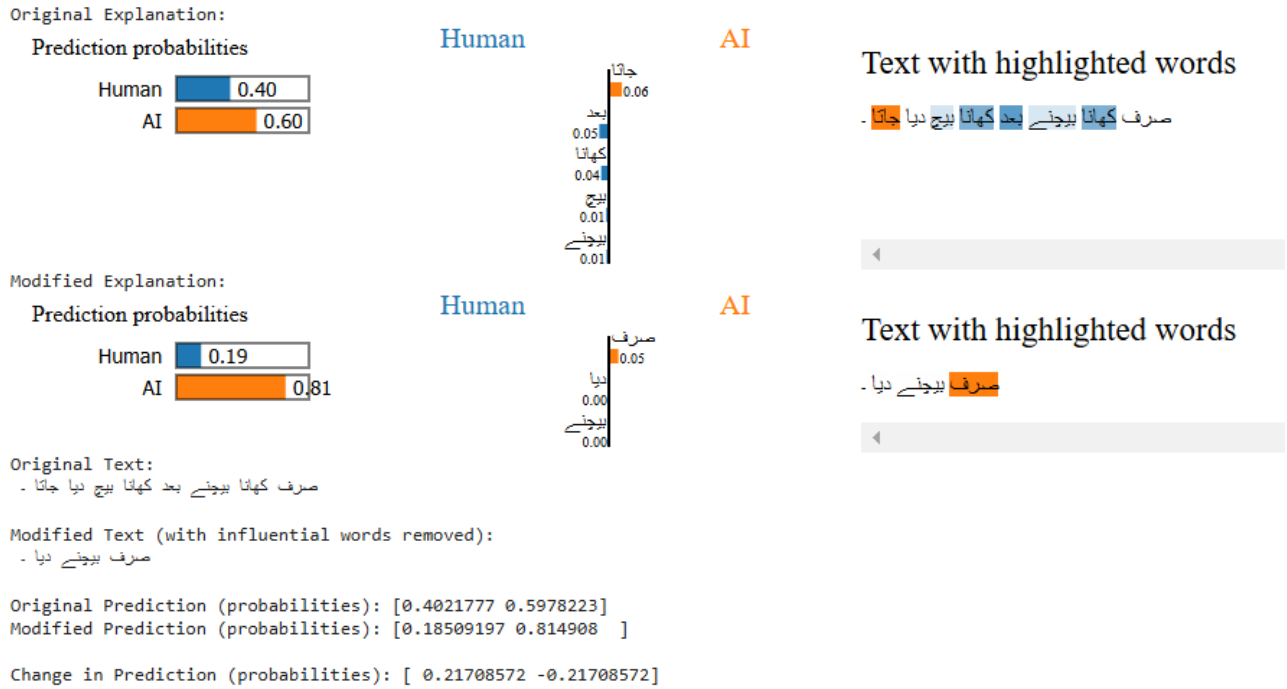 Original Explanation:
Prediction probabilities
Human 0.40
AI 0.60
Human AI
جاتا
0.06
بعد
0.05
کھانا
0.04
بیچ
0.01
بیچنے
0.01
Text with highlighted words
صرف کھانا بیچنے بعد کھانا بیچ دیا جاتا ۔
Modified Explanation:
Prediction probabilities
Human 0.19
AI 0.81
Human AI
صرف
0.05
دیا
0.00
بیچنے
0.00
Text with highlighted words
صرف بیچنے دیا ۔
Original Text:
صرف کھانا بیچنے بعد کھانا بیچ دیا جاتا ۔
Modified Text (with influential words removed):
صرف بیچنے دیا ۔
Original Prediction (probabilities): [0.4021777 0.5978223]
Modified Prediction (probabilities): [0.18509197 0.814908  ]
Change in Prediction (probabilities): [ 0.21708572 -0.21708572]